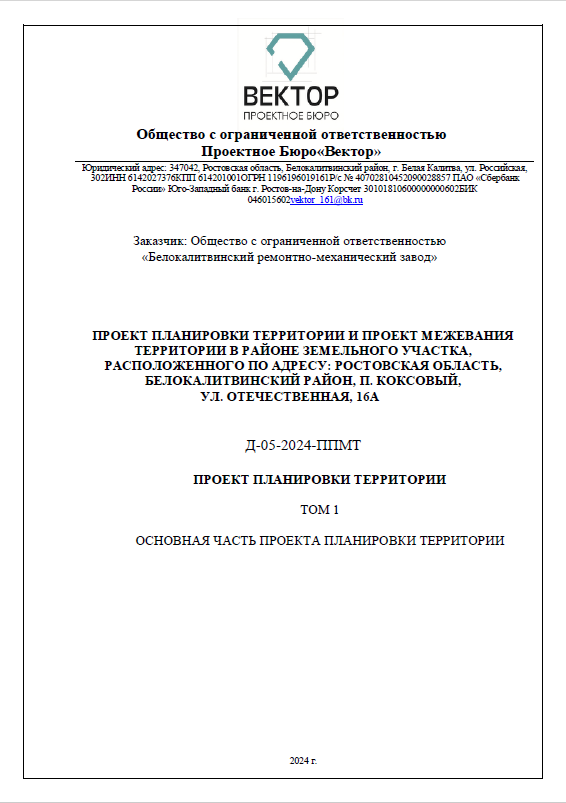 ВЕКТОР
ПРОЕКТНОЕ БЮРО
Общество с ограниченной ответственностью
Проектное Бюро«Вектор»
Юридический адрес: 347042, Ростовская область, Белокалитвинский район, г. Белая Калитва, ул. Российская,
302ИНН 6142027376КПП 614201001ОГРН 1196196019161Р/с № 40702810452090028857 ПАО «Сбербанк
России» Юго-Западный банк г. Ростов-на-Дону Корсчет 30101810600000000602БИК
046015602vektor_161@bk.ru
Заказчик: Общество с ограниченной ответственностью
«Белокалитвинский ремонтно-механический завод»
ПРОЕКТ ПЛАНИРОВКИ ТЕРРИТОРИИ И ПРОЕКТ МЕЖЕВАНИЯ
ТЕРРИТОРИИ В РАЙОНЕ ЗЕМЕЛЬНОГО УЧАСТКА,
РАСПОЛОЖЕННОГО ПО АДРЕСУ: РОСТОВСКАЯ ОБЛАСТЬ,
БЕЛОКАЛИТВИНСКИЙ РАЙОН, П. КОКСОВЫЙ,
УЛ. ОТЕЧЕСТВЕННАЯ, 16А
Д-05-2024-ППМТ
ПРОЕКТ ПЛАНИРОВКИ ТЕРРИТОРИИ
ТОМ 1
ОСНОВНАЯ ЧАСТЬ ПРОЕКТА ПЛАНИРОВКИ ТЕРРИТОРИИ
2024 г.